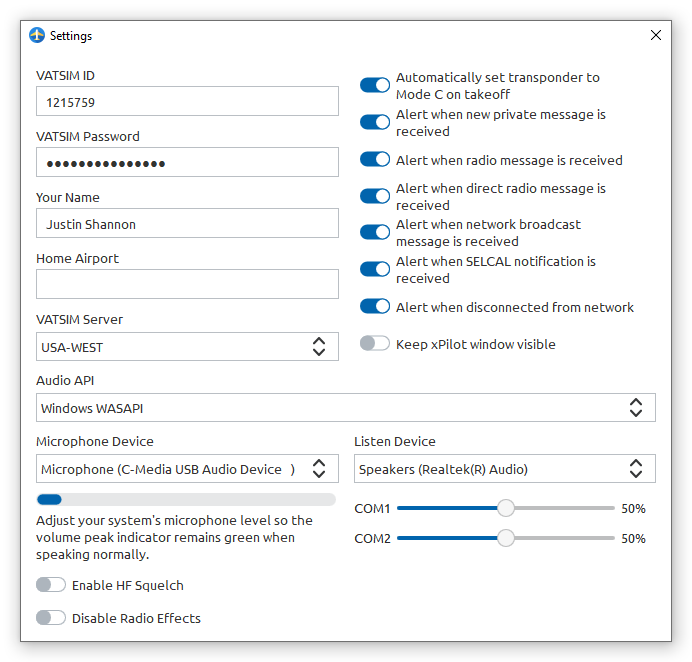 Settings
VATSIM ID
1215759
VATSIM Password
●●●●●●●●●●●●●●●
Your Name
Justin Shannon
Home Airport
VATSIM Server
USA-WEST
Automatically set transponder to
Mode C on takeoff
Alert when new private message is
received
Alert when radio message is received
Alert when direct radio message is
received
Alert when network broadcast
message is received
Alert when SELCAL notification is
received
Alert when disconnected from network
Keep xPilot window visible
Audio API
Windows WASAPI
Microphone Device
Microphone (C-Media USB Audio Device   )
Adjust your system's microphone level so the
volume peak indicator remains green when
speaking normally.
Enable HF Squelch
Disable Radio Effects
Listen Device
Speakers (Realtek(R) Audio)
COM1 50%
COM2 50%